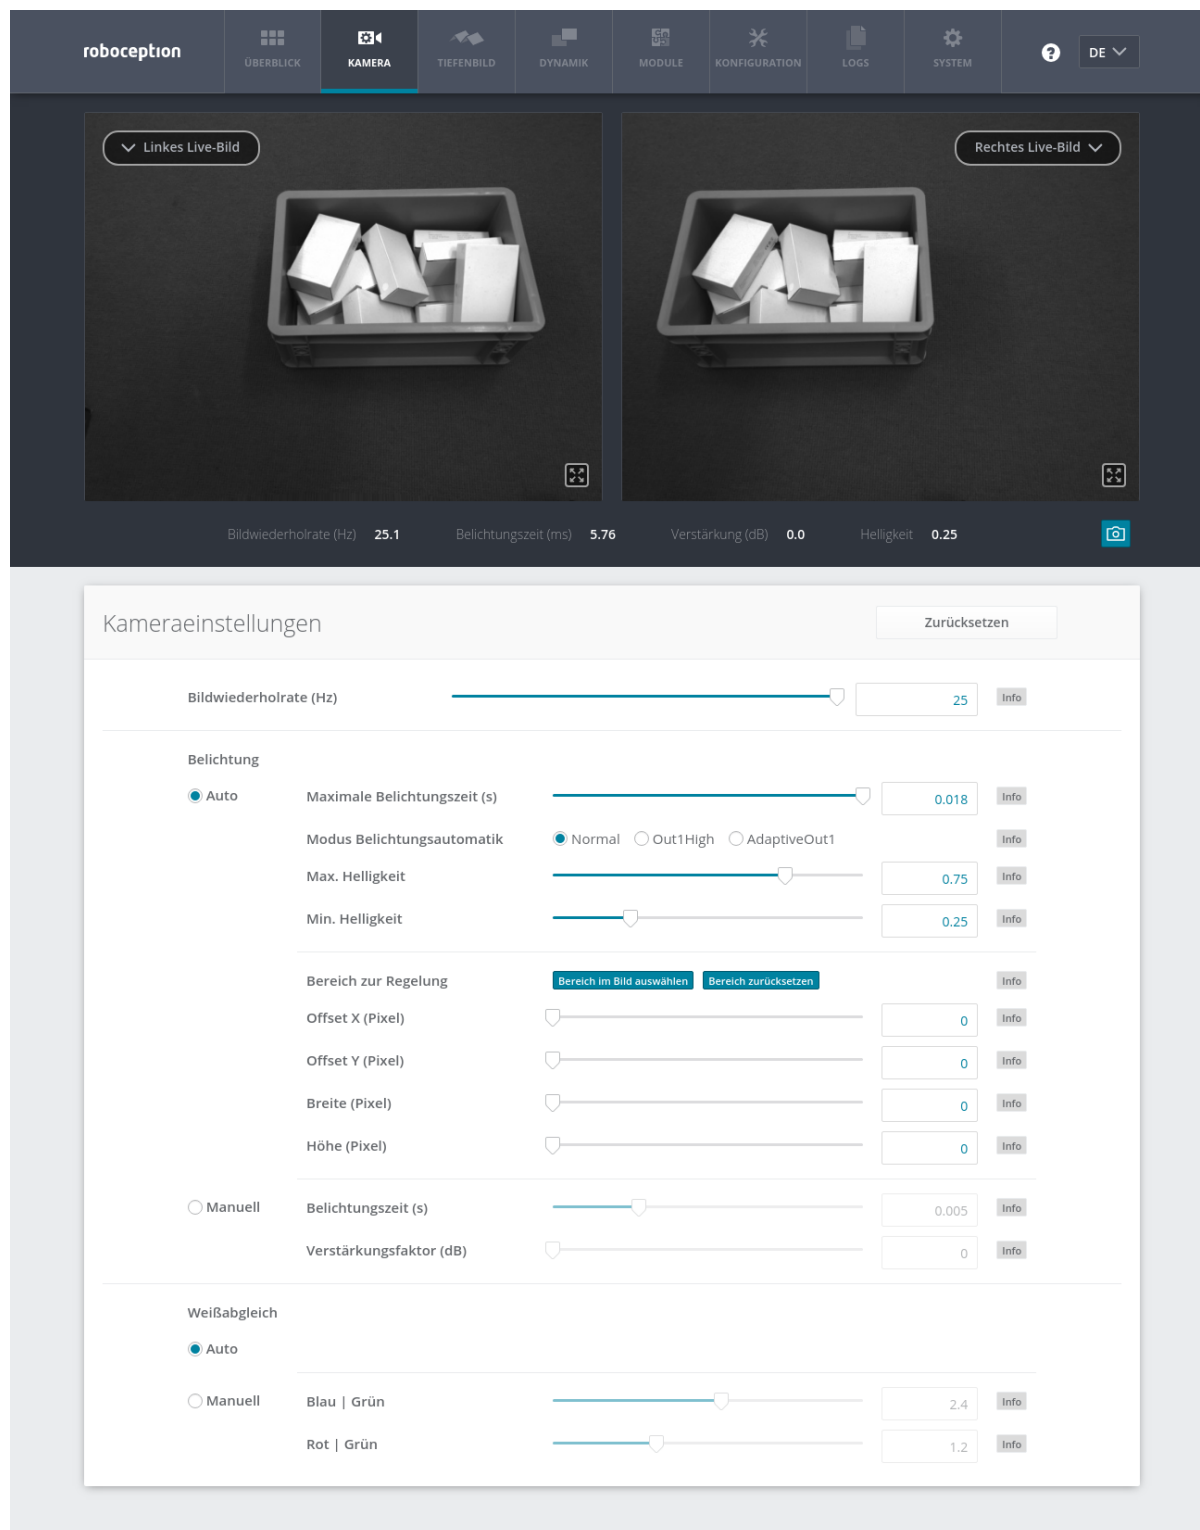 roboception
ÜBERBLICK
KAMERA
TIEFENBILD
DYNAMIK
MODULE
KONFIGURATION
LOGS
SYSTEM
?
DE
Linkes Live-Bild
Rechtes Live-Bild
Bildwiederholrate (Hz) 25.1 Belichtungszeit (ms) 5.76 Verstärkung (dB) 0.0 Helligkeit 0.25
Kameraeinstellungen Zurücksetzen
Bildwiederholrate (Hz) 25 Info
Belichtung
Auto Maximale Belichtungszeit (s) 0.018 Info
Modus Belichtungsautomatik Normal Out1High AdaptiveOut1 Info
Max. Helligkeit 0.75 Info
Min. Helligkeit 0.25 Info
Bereich zur Regelung Bereich im Bild auswählen Bereich zurücksetzen Info
Offset X (Pixel) 0 Info
Offset Y (Pixel) 0 Info
Breite (Pixel) 0 Info
Höhe (Pixel) 0 Info
Manuell Belichtungszeit (s) 0.005 Info
Verstärkungsfaktor (dB) 0 Info
Weißabgleich
Auto
Manuell Blau | Grün 2.4 Info
Rot | Grün 1.2 Info